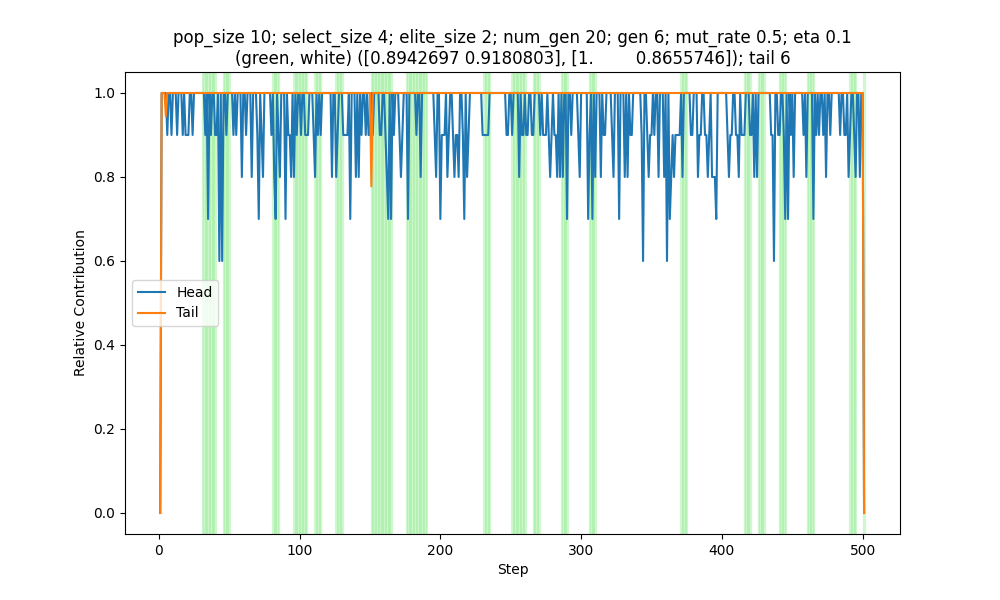 pop_size 10; select_size 4; elite_size 2; num_gen 20; gen 6; mut_rate 0.5; eta 0.1
(green, white) ([0.8942697 0.9180803], [1.         0.8655746]); tail 6
1.0
0.8
0.6
0.4
0.2
0.0
Relative Contribution
Head
Tail
0 100 200 300 400 500
Step